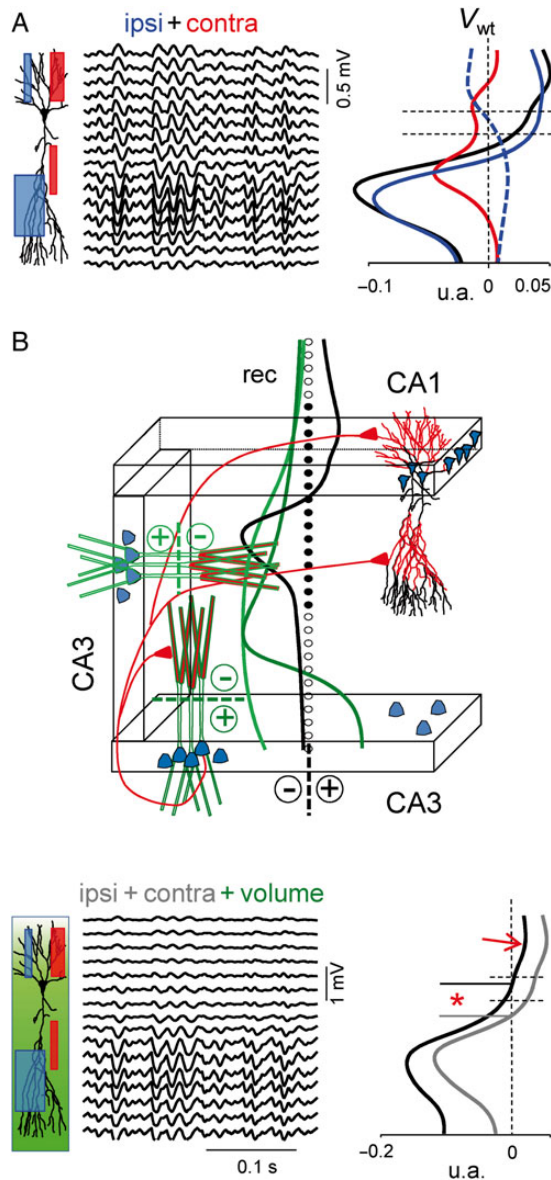 A
ipsi + contra
0.5 mV
Vwt
−0.1
0
0.05
u.a.
B
rec
CA1
+
-
CA3
-
+
- +
CA3
ipsi + contra + volume
1 mV
*
0.1 s
−0.2
0
u.a.